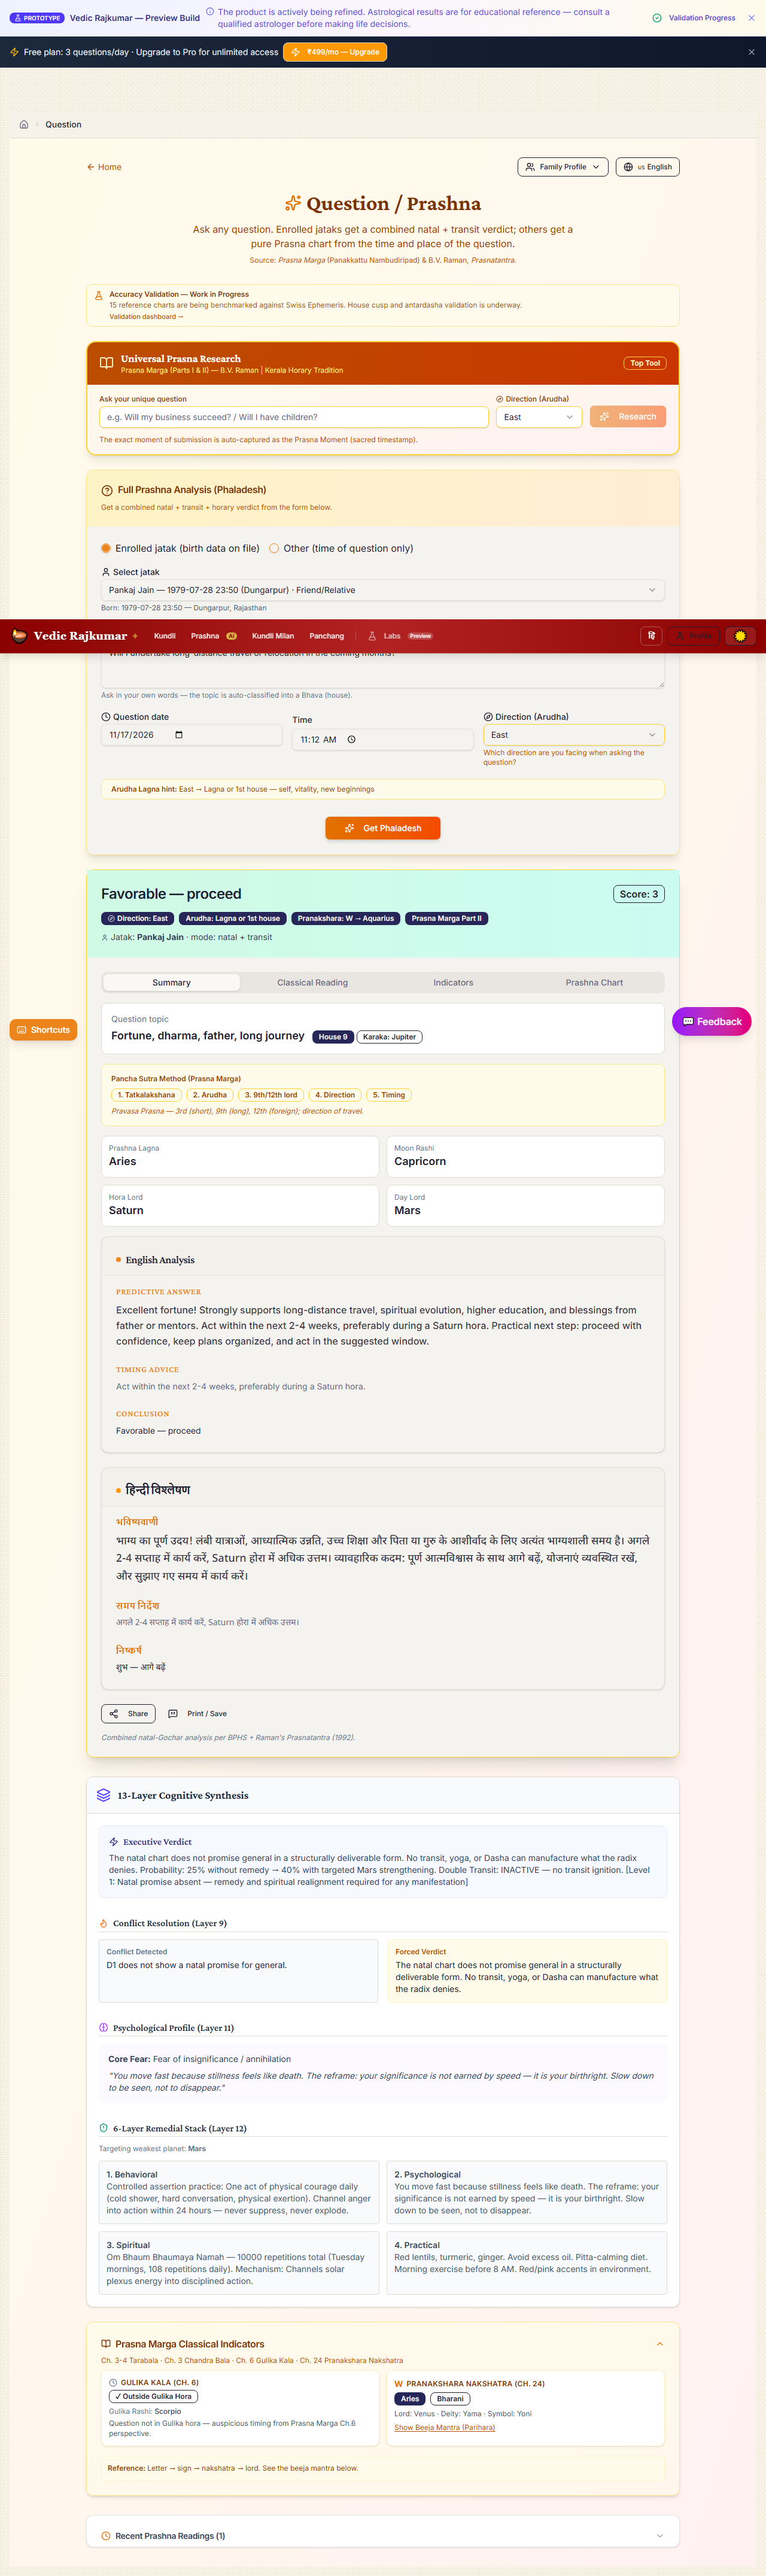 PROTOTYPE Vedic Rajkumar — Preview Build
The product is actively being refined. Astrological results are for educational reference — consult a
qualified astrologer before making life decisions.
Validation Progress
Free plan: 3 questions/day · Upgrade to Pro for unlimited access ₹499/mo — Upgrade
Question
Home
Family Profile
us English
Question / Prashna
Ask any question. Enrolled jataks get a combined natal + transit verdict; others get a
pure Prasna chart from the time and place of the question.
Source: Prasna Marga (Panakkattu Nambudiripad) & B.V. Raman, Prasnatantra.
Accuracy Validation — Work in Progress
15 reference charts are being benchmarked against Swiss Ephemeris. House cusp and antardasha validation is underway.
Validation dashboard →
Universal Prasna Research
Prasna Marga (Parts I & II) — B.V. Raman | Kerala Horary Tradition
Top Tool
Ask your unique question
Direction (Arudha)
e.g. Will my business succeed? / Will I have children?
East
Research
The exact moment of submission is auto-captured as the Prasna Moment (sacred timestamp).
Full Prashna Analysis (Phaladesh)
Get a combined natal + transit + horary verdict from the form below.
Enrolled jatak (birth data on file)
Other (time of question only)
Select jatak
Pankaj Jain — 1979-07-28 23:50 (Dungarpur) · Friend/Relative
Born: 1979-07-28 23:50 — Dungarpur, Rajasthan
Vedic Rajkumar
Kundli
Prashna AI
Kundli Milan
Panchang
Labs Preview
हिं
Profile
Will I undertake long-distance travel or relocation in the coming months?
Ask in your own words — the topic is auto-classified into a Bhava (house).
Question date
Time
Direction (Arudha)
11/17/2026
11:12 AM
East
Which direction are you facing when asking the
question?
Arudha Lagna hint: East → Lagna or 1st house — self, vitality, new beginnings
Get Phaladesh
Favorable — proceed
Score: 3
Direction: East
Arudha: Lagna or 1st house
Pranakshara: W → Aquarius
Prasna Marga Part II
Jatak: Pankaj Jain · mode: natal + transit
Summary
Classical Reading
Indicators
Prashna Chart
Shortcuts
Feedback
Question topic
Fortune, dharma, father, long journey House 9 Karaka: Jupiter
Pancha Sutra Method (Prasna Marga)
1. Tatkalakshana
2. Arudha
3. 9th/12th lord
4. Direction
5. Timing
Pravasa Prasna — 3rd (short), 9th (long), 12th (foreign); direction of travel.
Prashna Lagna
Aries
Moon Rashi
Capricorn
Hora Lord
Saturn
Day Lord
Mars
English Analysis
PREDICTIVE ANSWER
Excellent fortune! Strongly supports long-distance travel, spiritual evolution, higher education, and blessings from
father or mentors. Act within the next 2-4 weeks, preferably during a Saturn hora. Practical next step: proceed with
confidence, keep plans organized, and act in the suggested window.
TIMING ADVICE
Act within the next 2-4 weeks, preferably during a Saturn hora.
CONCLUSION
Favorable — proceed
हिन्दी विश्लेषण
भविष्यवाणी
भाग्य का पूर्ण उदय! लंबी यात्राओं, आध्यात्मिक उन्नति, उच्च शिक्षा और पिता या गुरु के आशीर्वाद के लिए अत्यंत भाग्यशाली समय है। अगले
2-4 सप्ताह में कार्य करें, Saturn होरा में अधिक उत्तम। व्यावहारिक कदम: पूर्ण आत्मविश्वास के साथ आगे बढ़ें, योजनाएं व्यवस्थित रखें,
और सुझाए गए समय में कार्य करें।
समय निर्देश
अगले 2-4 सप्ताह में कार्य करें, Saturn होरा में अधिक उत्तम।
निष्कर्ष
शुभ — आगे बढ़ें
Share
Print / Save
Combined natal-Gochar analysis per BPHS + Raman's Prasnatantra (1992).
13-Layer Cognitive Synthesis
Executive Verdict
The natal chart does not promise general in a structurally deliverable form. No transit, yoga, or Dasha can manufacture what the radix
denies. Probability: 25% without remedy → 40% with targeted Mars strengthening. Double Transit: INACTIVE — no transit ignition. [Level
1: Natal promise absent — remedy and spiritual realignment required for any manifestation]
Conflict Resolution (Layer 9)
Conflict Detected
D1 does not show a natal promise for general.
Forced Verdict
The natal chart does not promise general in a structurally
deliverable form. No transit, yoga, or Dasha can manufacture what
the radix denies.
Psychological Profile (Layer 11)
Core Fear: Fear of insignificance / annihilation
"You move fast because stillness feels like death. The reframe: your significance is not earned by speed — it is your birthright. Slow down
to be seen, not to disappear."
6-Layer Remedial Stack (Layer 12)
Targeting weakest planet: Mars
1. Behavioral
Controlled assertion practice: One act of physical courage daily
(cold shower, hard conversation, physical exertion). Channel anger
into action within 24 hours — never suppress, never explode.
2. Psychological
You move fast because stillness feels like death. The reframe: your
significance is not earned by speed — it is your birthright. Slow
down to be seen, not to disappear.
3. Spiritual
Om Bhaum Bhaumaya Namah — 10000 repetitions total (Tuesday
mornings, 108 repetitions daily). Mechanism: Channels solar
plexus energy into disciplined action.
4. Practical
Red lentils, turmeric, ginger. Avoid excess oil. Pitta-calming diet.
Morning exercise before 8 AM. Red/pink accents in environment.
Prasna Marga Classical Indicators
Ch. 3-4 Tarabala · Ch. 3 Chandra Bala · Ch. 6 Gulika Kala · Ch. 24 Pranakshara Nakshatra
GULIKA KALA (CH. 6)
✓ Outside Gulika Hora
Gulika Rashi: Scorpio
Question not in Gulika hora — auspicious timing from Prasna Marga Ch.6
perspective.
W PRANAKSHARA NAKSHATRA (CH. 24)
Aries
Bharani
Lord: Venus · Deity: Yama · Symbol: Yoni
Show Beeja Mantra (Parihara)
Reference: Letter → sign → nakshatra → lord. See the beeja mantra below.
Recent Prashna Readings (1)